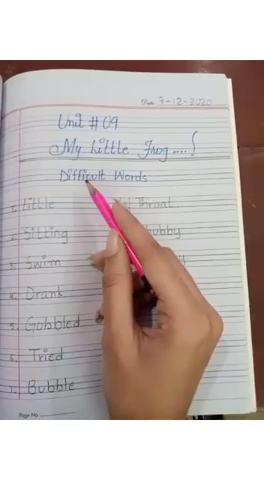 Date 7-12-2020
Unit # 09
My Little Frog....!
Difficult Words
1. Little Throat
2. Sitting
3. Swim
4. Drank
5. Gobbled
6. Tried
7. Bubble
Page No.